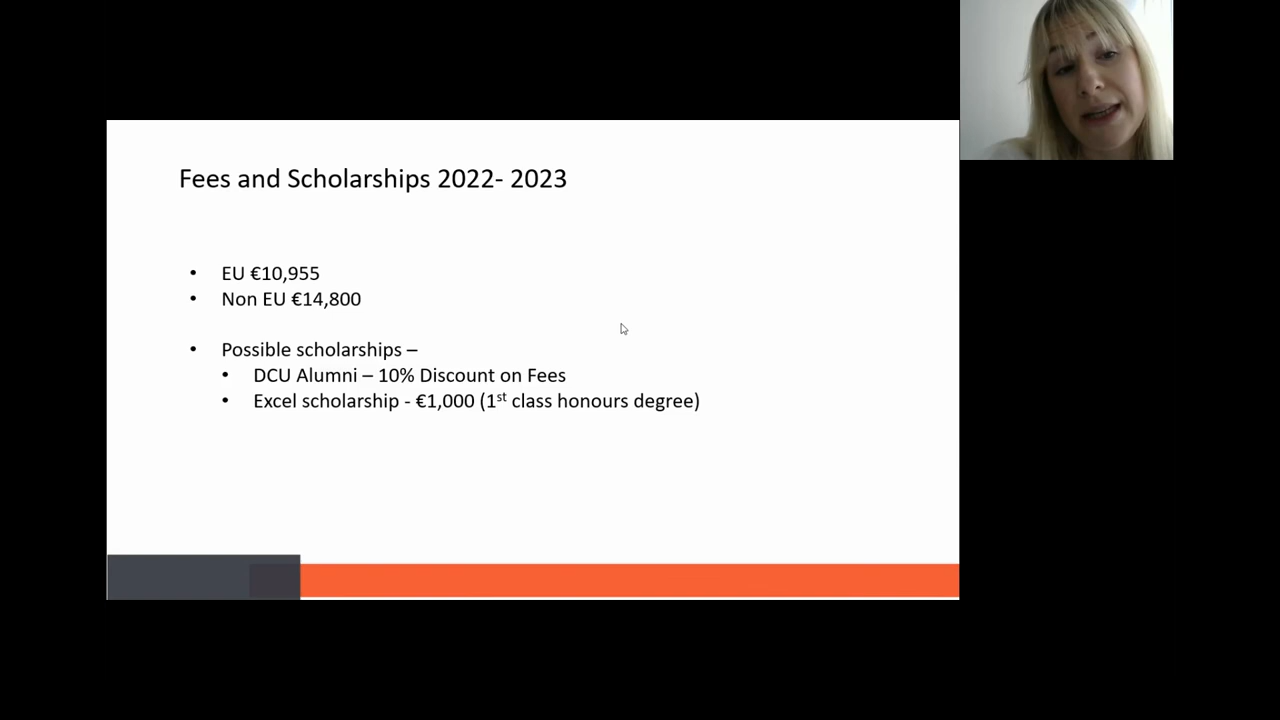 Fees and Scholarships 2022- 2023
• EU €10,955
• Non EU €14,800
• Possible scholarships –
• DCU Alumni – 10% Discount on Fees
• Excel scholarship - €1,000 (1st class honours degree)